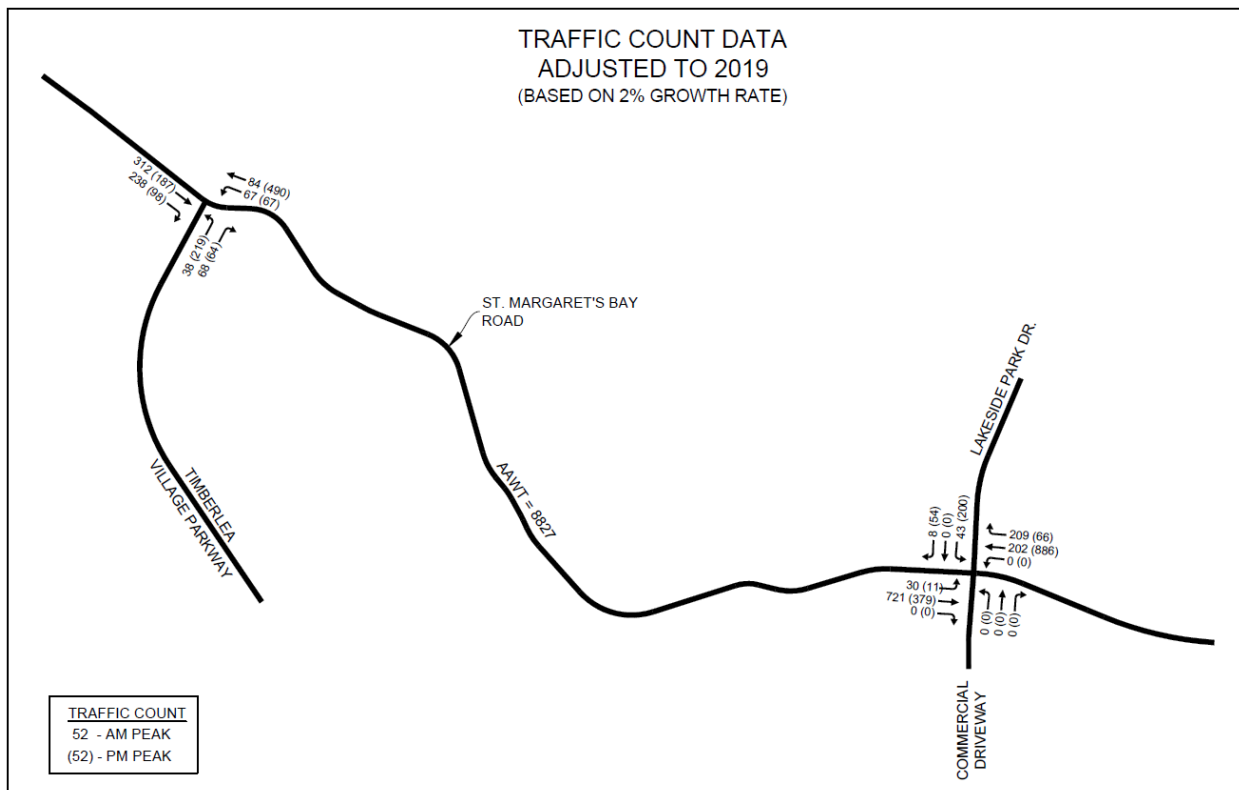 TRAFFIC COUNT DATA
ADJUSTED TO 2019
(BASED ON 2% GROWTH RATE)
312 (187)
238 (98)
84 (490)
67 (67)
38 (219)
68 (64)
ST. MARGARET'S BAY
ROAD
TIMBERLEA
VILLAGE PARKWAY
AAWT = 8827
LAKESIDE PARK DR.
8 (54)
0 (0)
43 (200)
209 (66)
202 (886)
0 (0)
30 (11)
721 (379)
0 (0)
0 (0)
0 (0)
0 (0)
COMMERCIAL
DRIVEWAY
TRAFFIC COUNT
52 - AM PEAK
(52) - PM PEAK